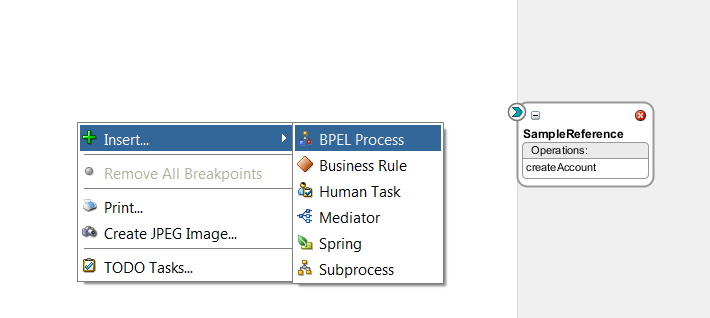 Insert...
Remove All Breakpoints
Print...
Create JPEG Image...
TODO Tasks...
BPEL Process
Business Rule
Human Task
Mediator
Spring
Subprocess
SampleReference
Operations:
createAccount